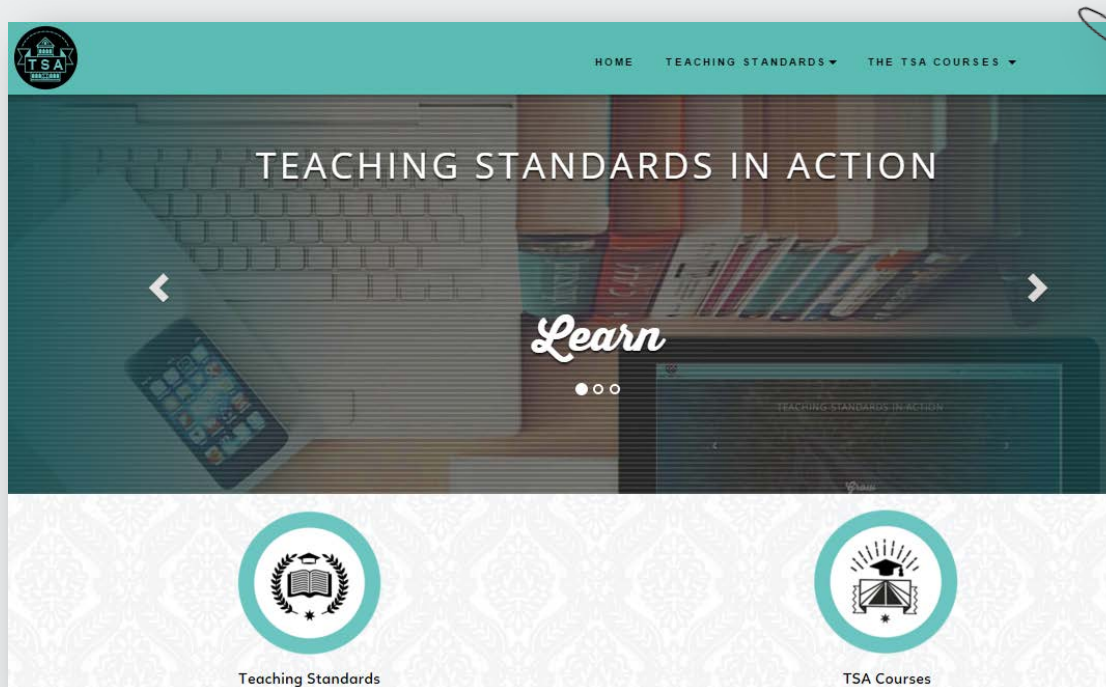 TSA
HOME TEACHING STANDARDS THE TSA COURSES
TEACHING STANDARDS IN ACTION
Learn
TEACHING STANDARDS IN ACTION
Grow
Teaching Standards
TSA Courses